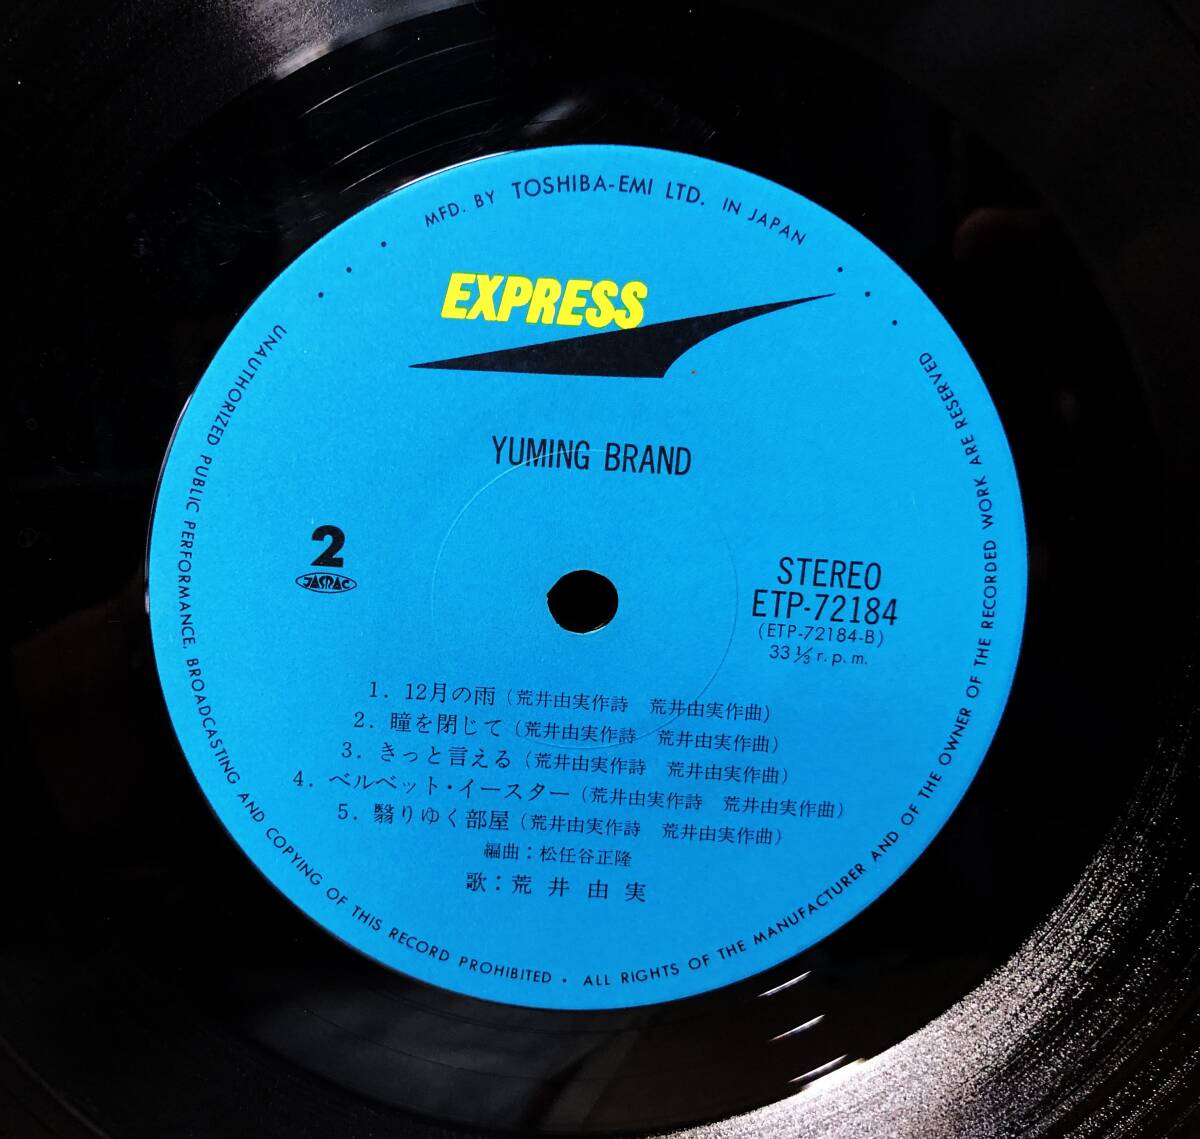 MFD. BY TOSHIBA-EMI LTD. IN JAPAN
EXPRESS
YUMING BRAND
2
JASRAC
STEREO
ETP-72184
(ETP-72184-B)
33 1/3 r.p.m.
1. 12月の雨 (荒井由実作詩 荒井由実作曲)
2. 瞳を閉じて (荒井由実作詩 荒井由実作曲)
3. きっと言える (荒井由実作詩 荒井由実作曲)
4. ベルベット・イースター (荒井由実作詩 荒井由実作曲)
5. 翳りゆく部屋 (荒井由実作詩 荒井由実作曲)
編曲：松任谷正隆
歌：荒井由実
UNAUTHORIZED PUBLIC PERFORMANCE, BROADCASTING AND COPYING OF THIS RECORD PROHIBITED · ALL RIGHTS OF THE MANUFACTURER AND OF THE OWNER OF THE RECORDED WORK ARE RESERVED